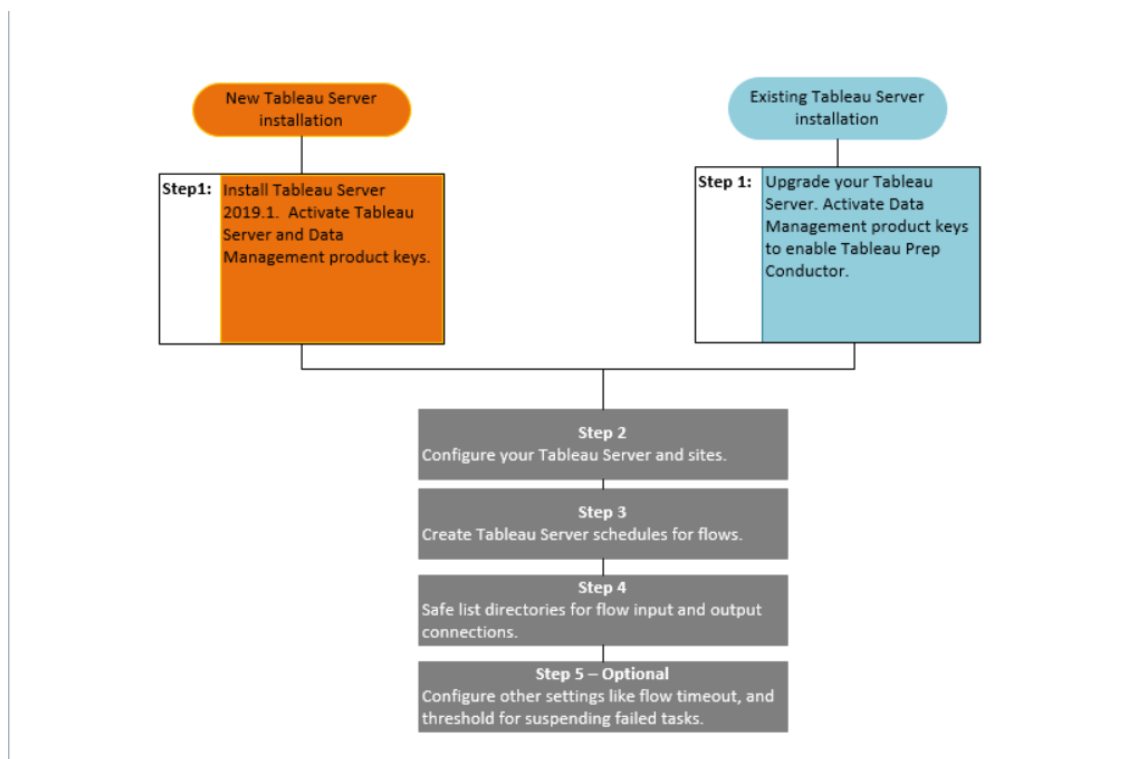 New Tableau Server
installation
Existing Tableau Server
installation
Step1:
Install Tableau Server
2019.1.  Activate Tableau
Server and Data
Management product keys.
Step 1:
Upgrade your Tableau
Server. Activate Data
Management product keys
to enable Tableau Prep
Conductor.
Step 2
Configure your Tableau Server and sites.
Step 3
Create Tableau Server schedules for flows.
Step 4
Safe list directories for flow input and output
connections.
Step 5 – Optional
Configure other settings like flow timeout, and
threshold for suspending failed tasks.